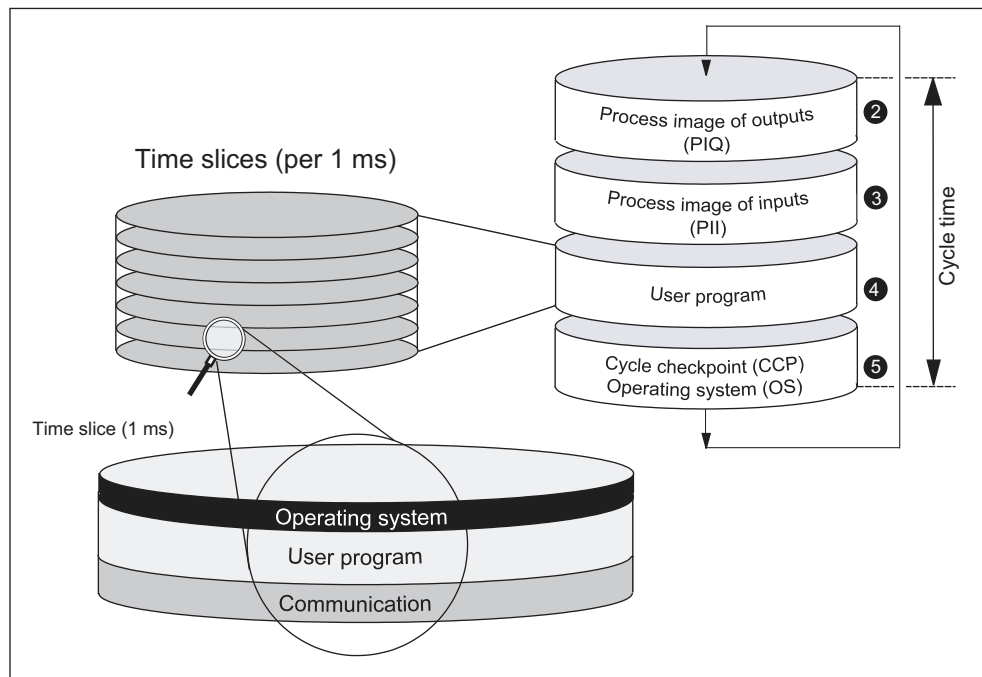 Time slices (per 1 ms)
Process image of outputs
(PIQ)
2
Process image of inputs
(PII)
3
User program
4
Cycle checkpoint (CCP)
Operating system (OS)
5
Cycle time
Time slice (1 ms)
Operating system
User program
Communication